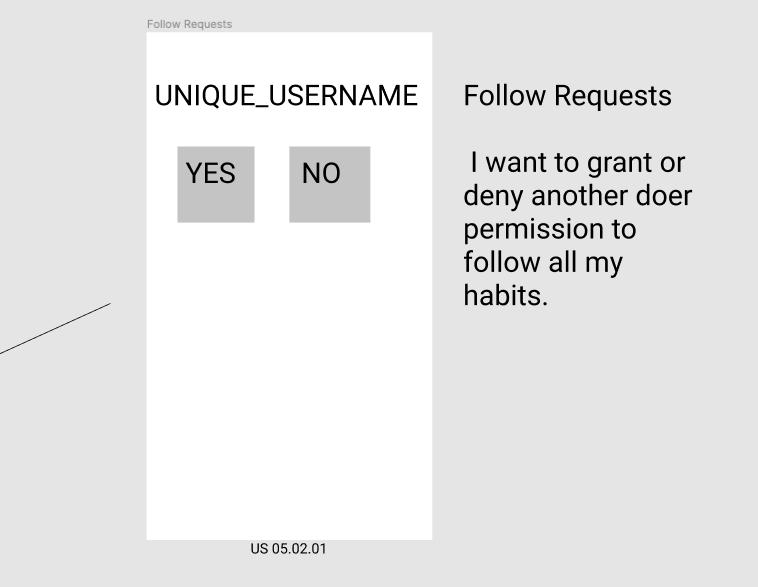 Follow Requests
UNIQUE_USERNAME
YES
NO
US 05.02.01
Follow Requests
I want to grant or
deny another doer
permission to
follow all my
habits.